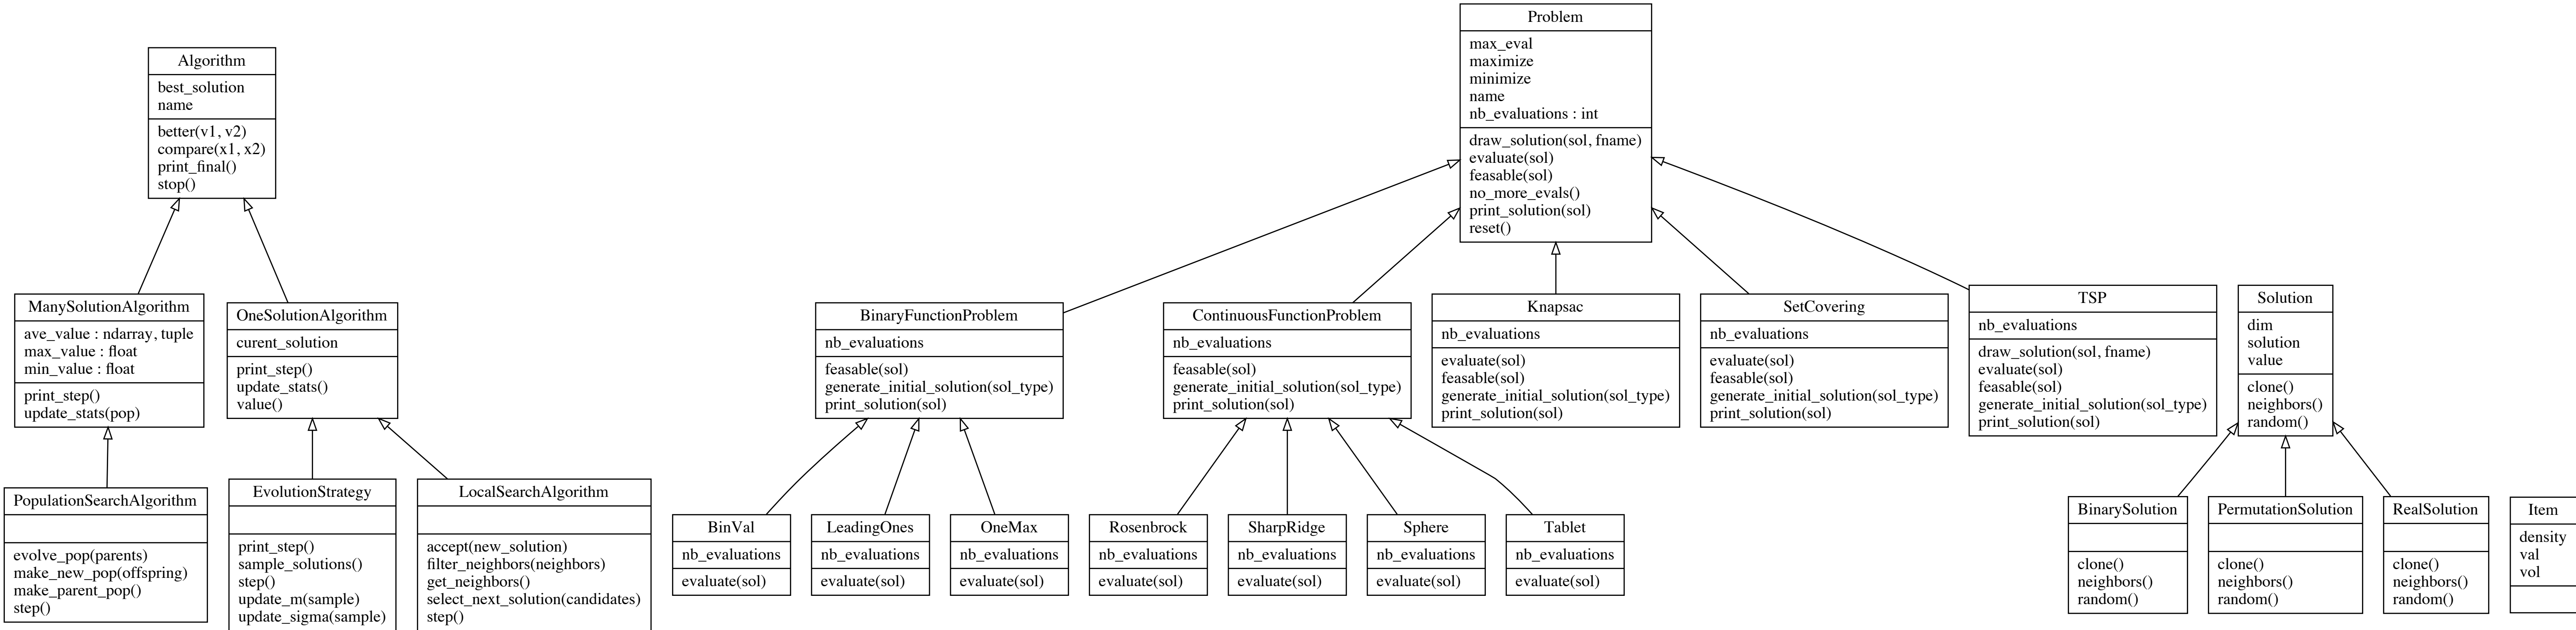 Problem
max_eval
maximize
minimize
name
nb_evaluations : int
draw_solution(sol, fname)
evaluate(sol)
feasable(sol)
no_more_evals()
print_solution(sol)
reset()
Algorithm
best_solution
name
better(v1, v2)
compare(x1, x2)
print_final()
stop()
ManySolutionAlgorithm
ave_value : ndarray, tuple
max_value : float
min_value : float
print_step()
update_stats(pop)
OneSolutionAlgorithm
curent_solution
print_step()
update_stats()
value()
BinaryFunctionProblem
nb_evaluations
feasable(sol)
generate_initial_solution(sol_type)
print_solution(sol)
ContinuousFunctionProblem
nb_evaluations
feasable(sol)
generate_initial_solution(sol_type)
print_solution(sol)
Knapsac
nb_evaluations
evaluate(sol)
feasable(sol)
generate_initial_solution(sol_type)
print_solution(sol)
SetCovering
nb_evaluations
evaluate(sol)
feasable(sol)
generate_initial_solution(sol_type)
print_solution(sol)
TSP
nb_evaluations
draw_solution(sol, fname)
evaluate(sol)
feasable(sol)
generate_initial_solution(sol_type)
print_solution(sol)
Solution
dim
solution
value
clone()
neighbors()
random()
PopulationSearchAlgorithm
evolve_pop(parents)
make_new_pop(offspring)
make_parent_pop()
step()
EvolutionStrategy
print_step()
sample_solutions()
step()
update_m(sample)
update_sigma(sample)
LocalSearchAlgorithm
accept(new_solution)
filter_neighbors(neighbors)
get_neighbors()
select_next_solution(candidates)
step()
BinVal
nb_evaluations
evaluate(sol)
LeadingOnes
nb_evaluations
evaluate(sol)
OneMax
nb_evaluations
evaluate(sol)
Rosenbrock
nb_evaluations
evaluate(sol)
SharpRidge
nb_evaluations
evaluate(sol)
Sphere
nb_evaluations
evaluate(sol)
Tablet
nb_evaluations
evaluate(sol)
BinarySolution
clone()
neighbors()
random()
PermutationSolution
clone()
neighbors()
random()
RealSolution
clone()
neighbors()
random()
Item
density
val
vol